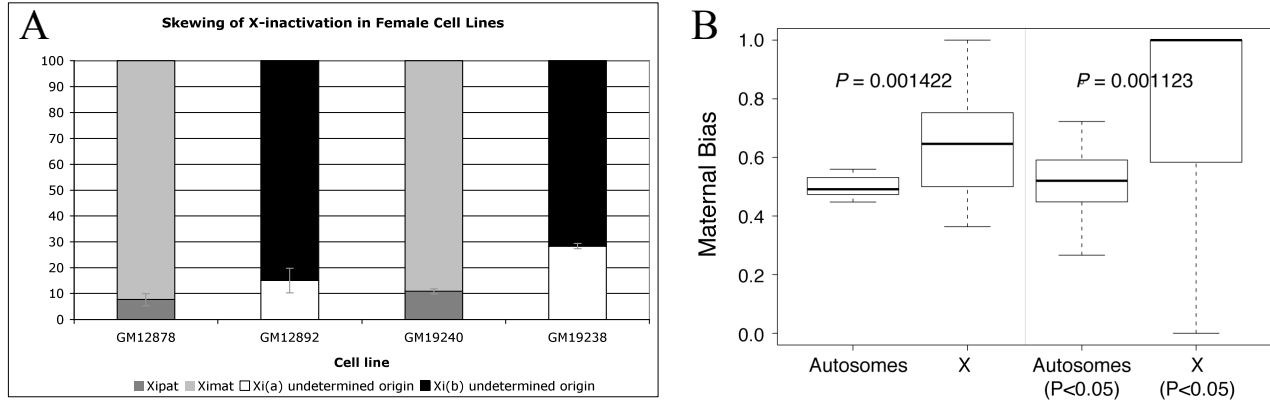 A
Skewing of X-inactivation in Female Cell Lines
100
90
80
70
60
50
40
30
20
10
0
GM12878 GM12892 GM19240 GM19238
Cell line
Xipat Ximat Xi(a) undetermined origin Xi(b) undetermined origin
B
Maternal Bias
1.0
0.8
0.6
0.4
0.2
0.0
P = 0.001422 P = 0.001123
Autosomes X Autosomes X
(P<0.05) (P<0.05)